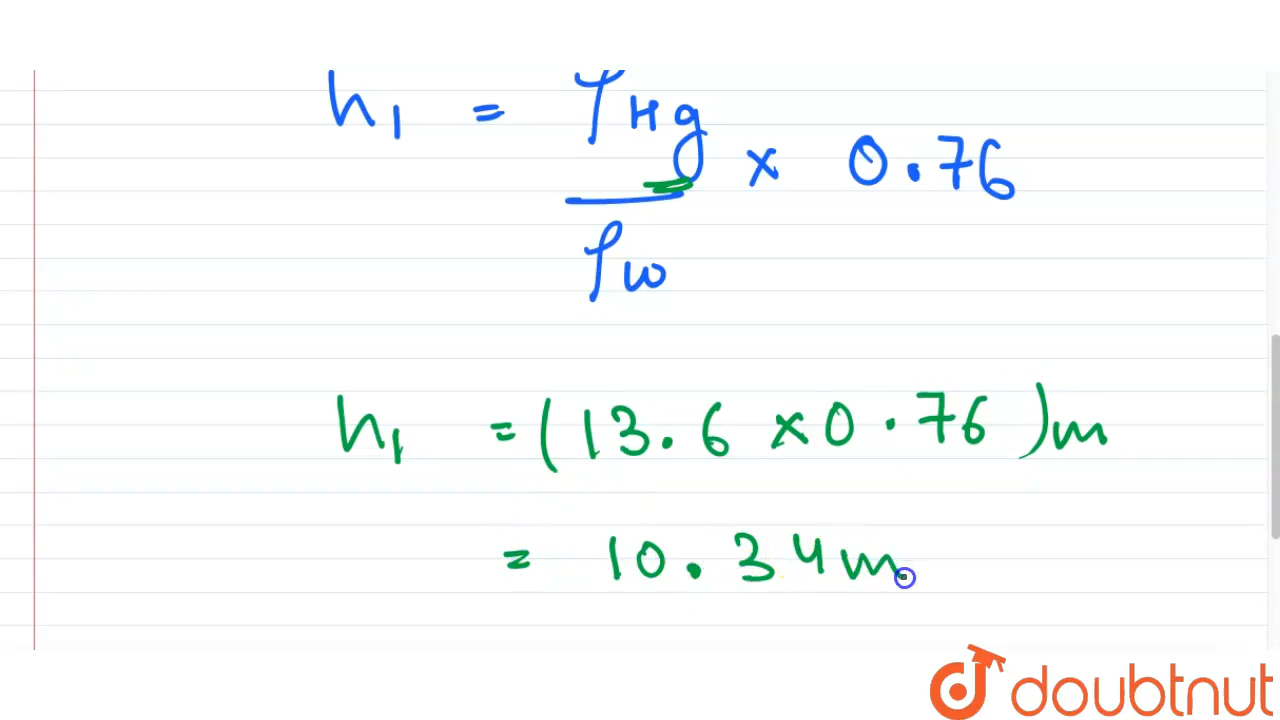 h₁ = ρHg / ρw × 0.76
h₁ = (13.6 × 0.76) m
= 10.34 m
doubtnut